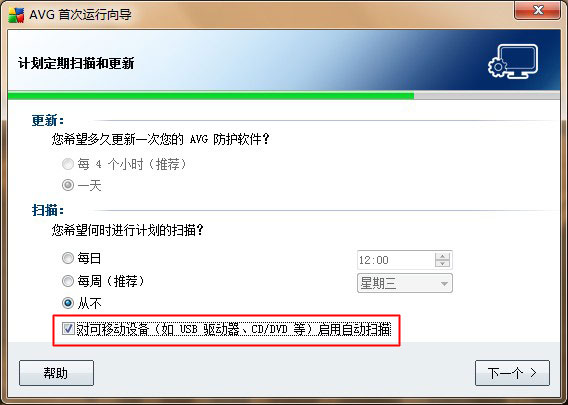 AVG 首次运行向导
计划定期扫描和更新
更新:
您希望多久更新一次您的 AVG 防护软件?
每 4 个小时(推荐)
一天
扫描:
您希望何时进行计划的扫描?
每日
12:00
每周(推荐)
星期三
从不
对可移动设备(如 USB 驱动器、CD/DVD 等)启用自动扫描
帮助
下一个 >